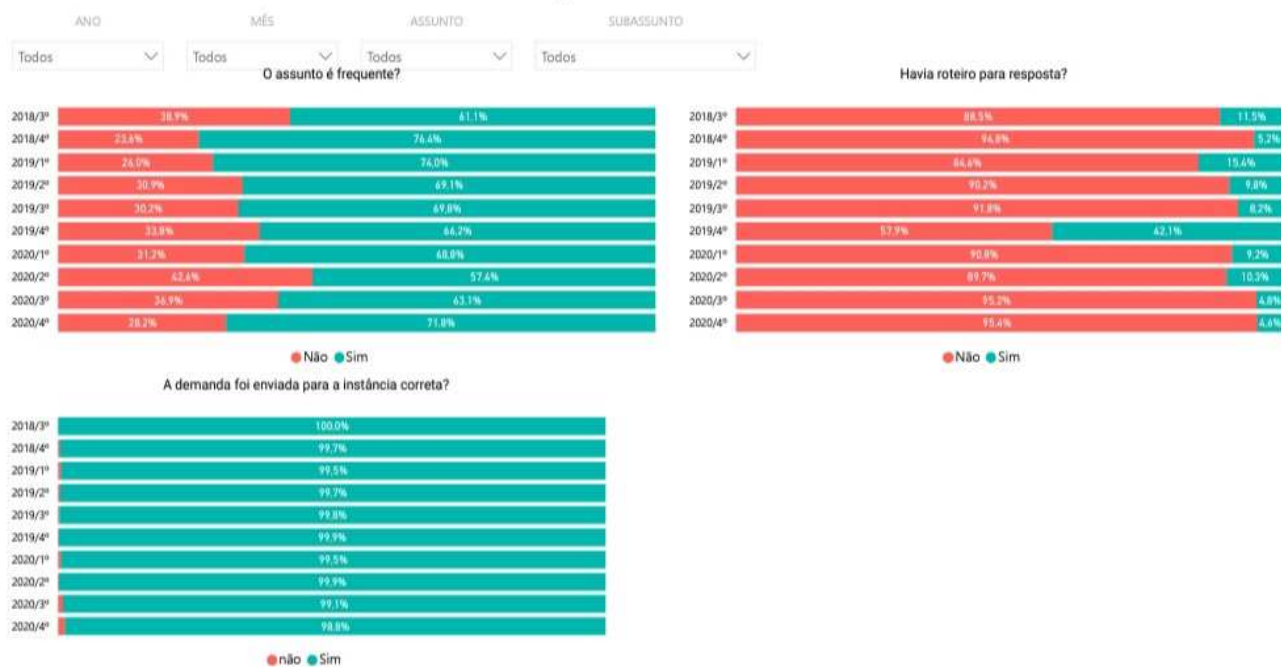 ANO MÊS ASSUNTO SUBASSUNTO
Todos Todos Todos Todos
O assunto é frequente?
2018/3º 38,9% 61,1%
2018/4º 23,6% 76,4%
2019/1º 26,0% 74,0%
2019/2º 30,9% 69,1%
2019/3º 30,2% 69,8%
2019/4º 33,8% 66,2%
2020/1º 31,2% 68,8%
2020/2º 42,6% 57,4%
2020/3º 36,9% 63,1%
2020/4º 28,2% 71,8%
Não Sim
Havia roteiro para resposta?
2018/3º 88,5% 11,5%
2018/4º 94,8% 5,2%
2019/1º 84,6% 15,4%
2019/2º 90,2% 9,8%
2019/3º 91,8% 8,2%
2019/4º 57,9% 42,1%
2020/1º 90,8% 9,2%
2020/2º 89,7% 10,3%
2020/3º 95,2% 4,8%
2020/4º 95,4% 4,6%
Não Sim
A demanda foi enviada para a instância correta?
2018/3º 100,0%
2018/4º 99,7%
2019/1º 99,5%
2019/2º 99,7%
2019/3º 99,8%
2019/4º 99,9%
2020/1º 99,5%
2020/2º 99,9%
2020/3º 99,1%
2020/4º 98,8%
não Sim